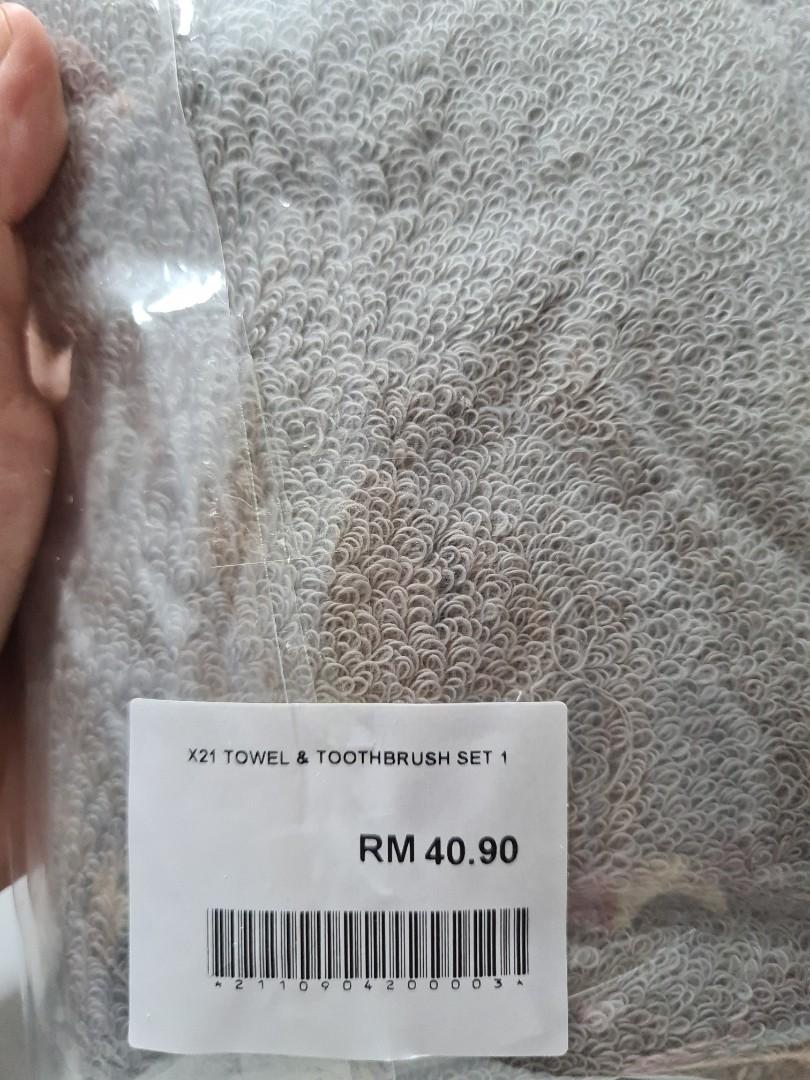 X21 TOWEL & TOOTHBRUSH SET 1
RM 40.90
*2110904200003*